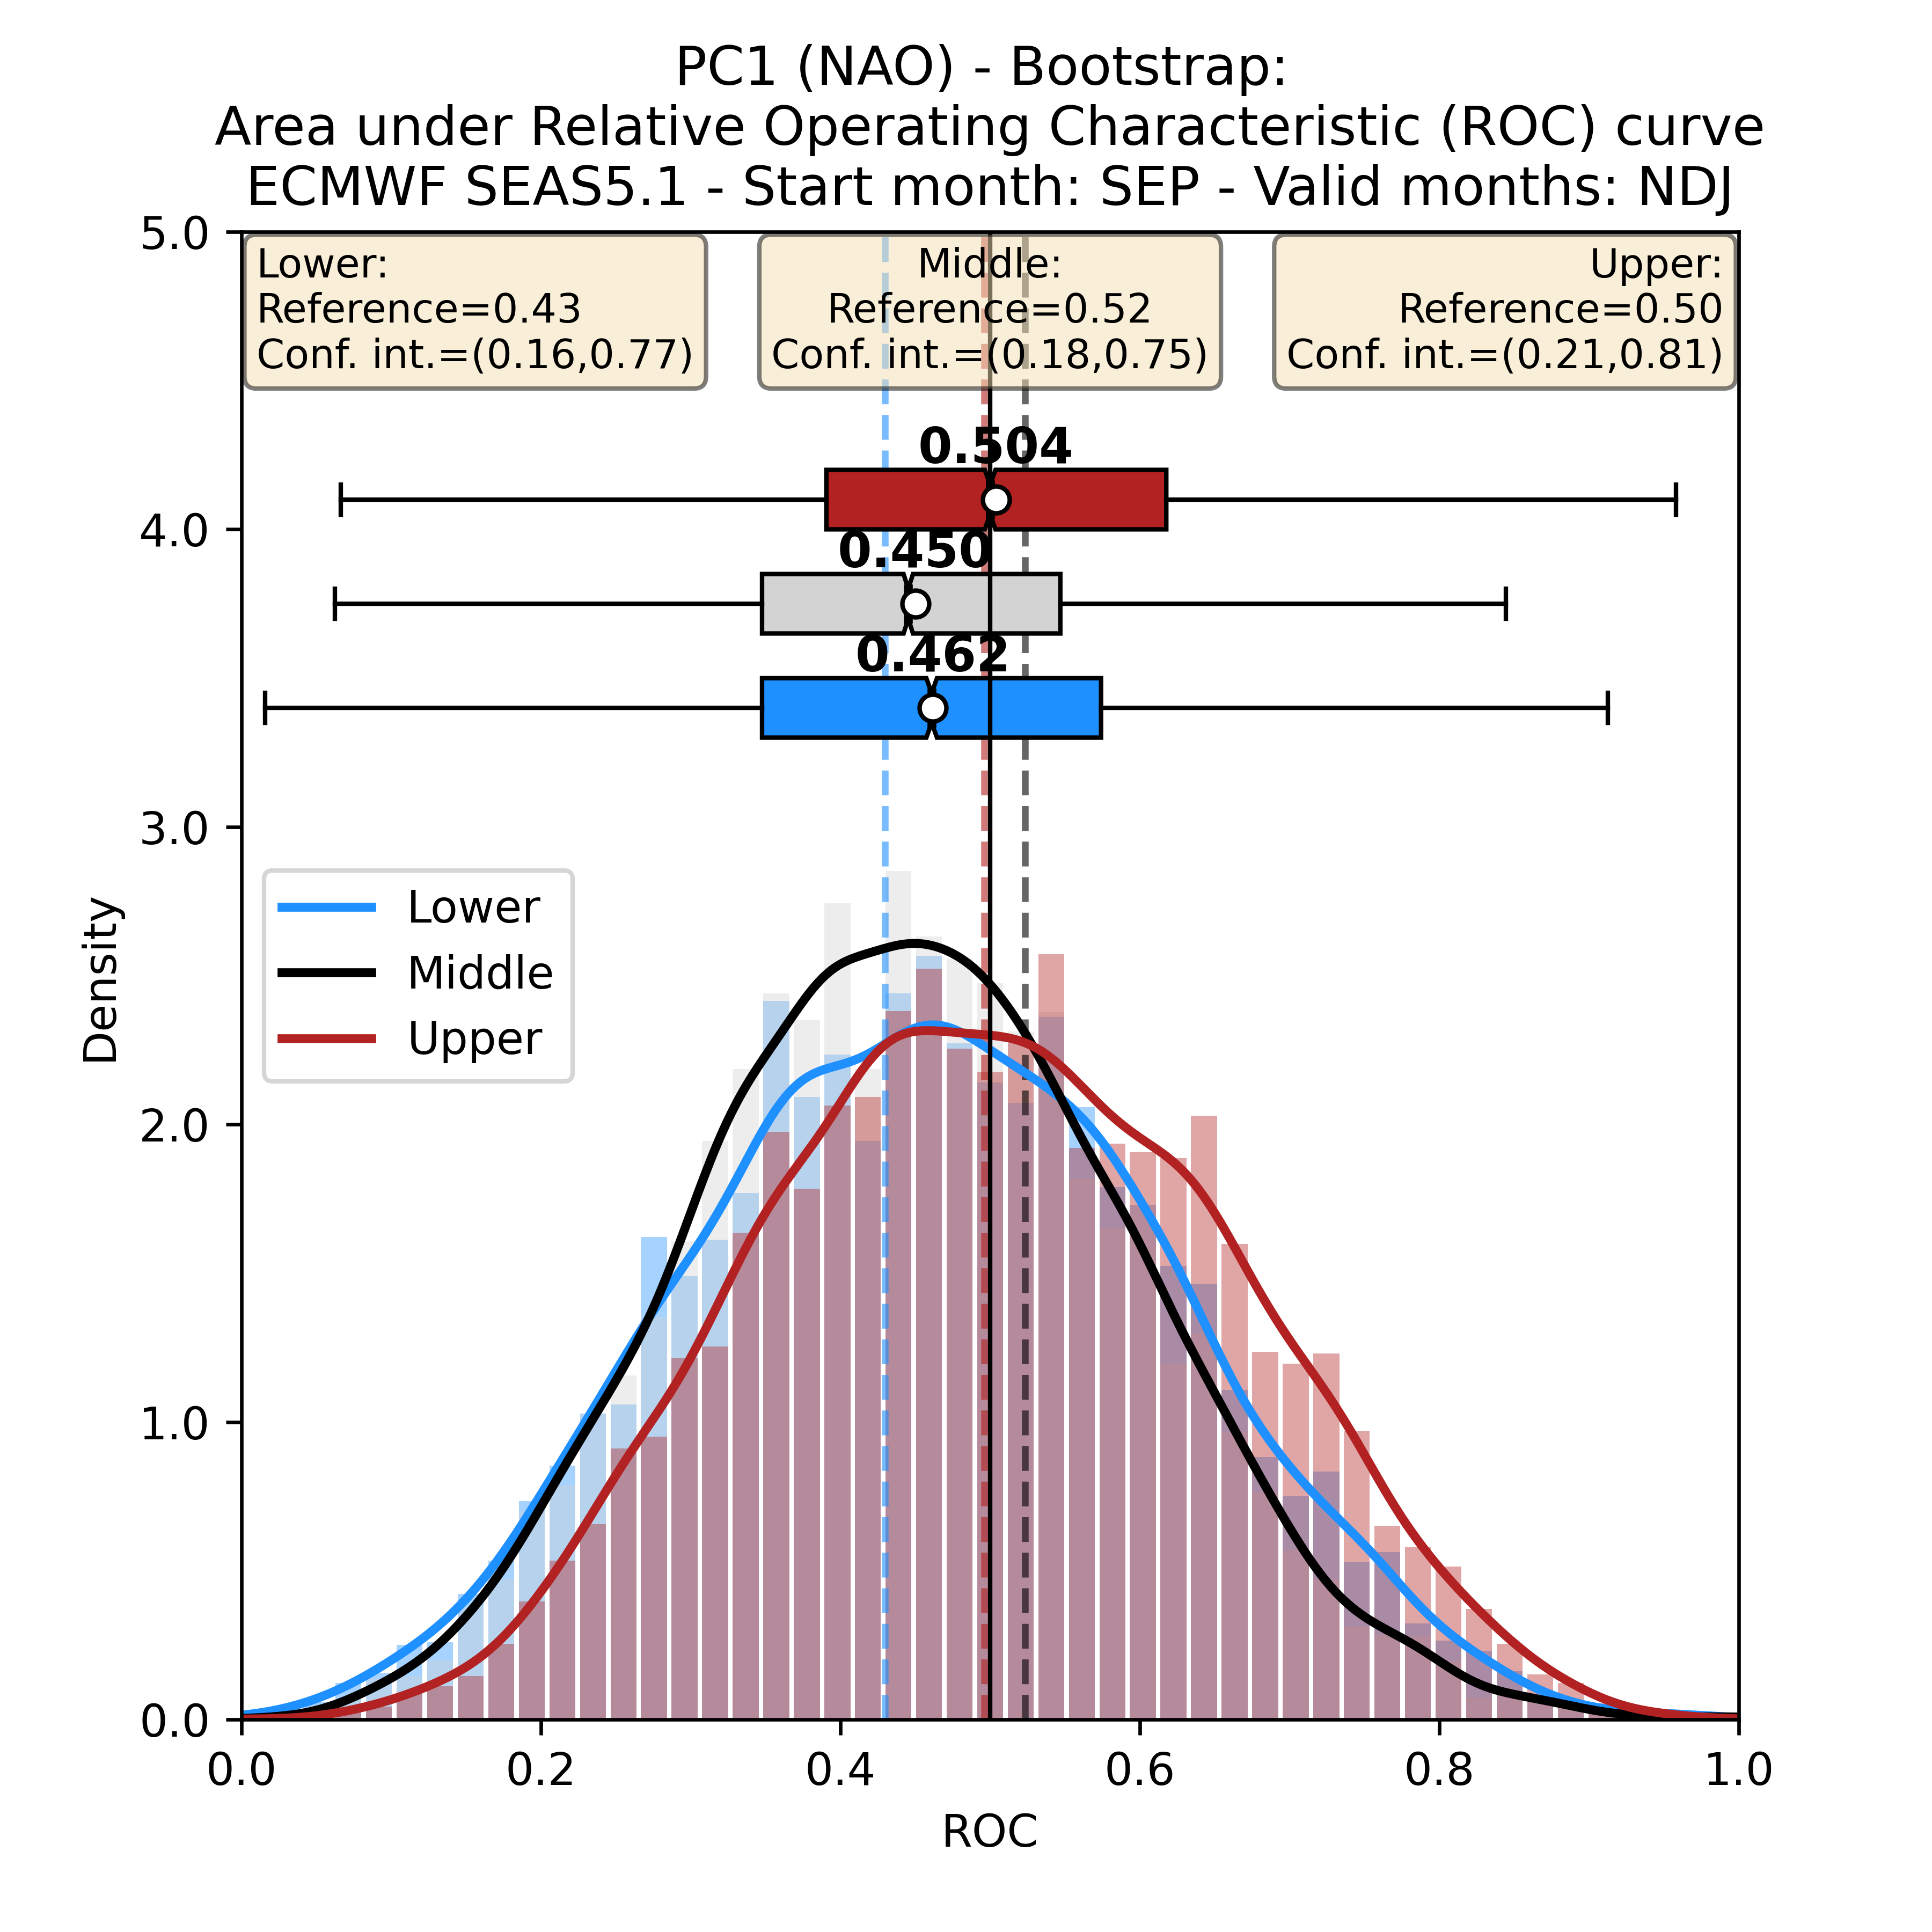 PC1 (NAO) - Bootstrap:
Area under Relative Operating Characteristic (ROC) curve
ECMWF SEAS5.1 - Start month: SEP - Valid months: NDJ
Lower:
Reference=0.43
Conf. int.=(0.16,0.77)
Middle:
Reference=0.52
Conf. int.=(0.18,0.75)
Upper:
Reference=0.50
Conf. int.=(0.21,0.81)
0.504
0.450
0.462
5.0
4.0
3.0
2.0
1.0
0.0
Density
Lower
Middle
Upper
0.0 0.2 0.4 0.6 0.8 1.0
ROC